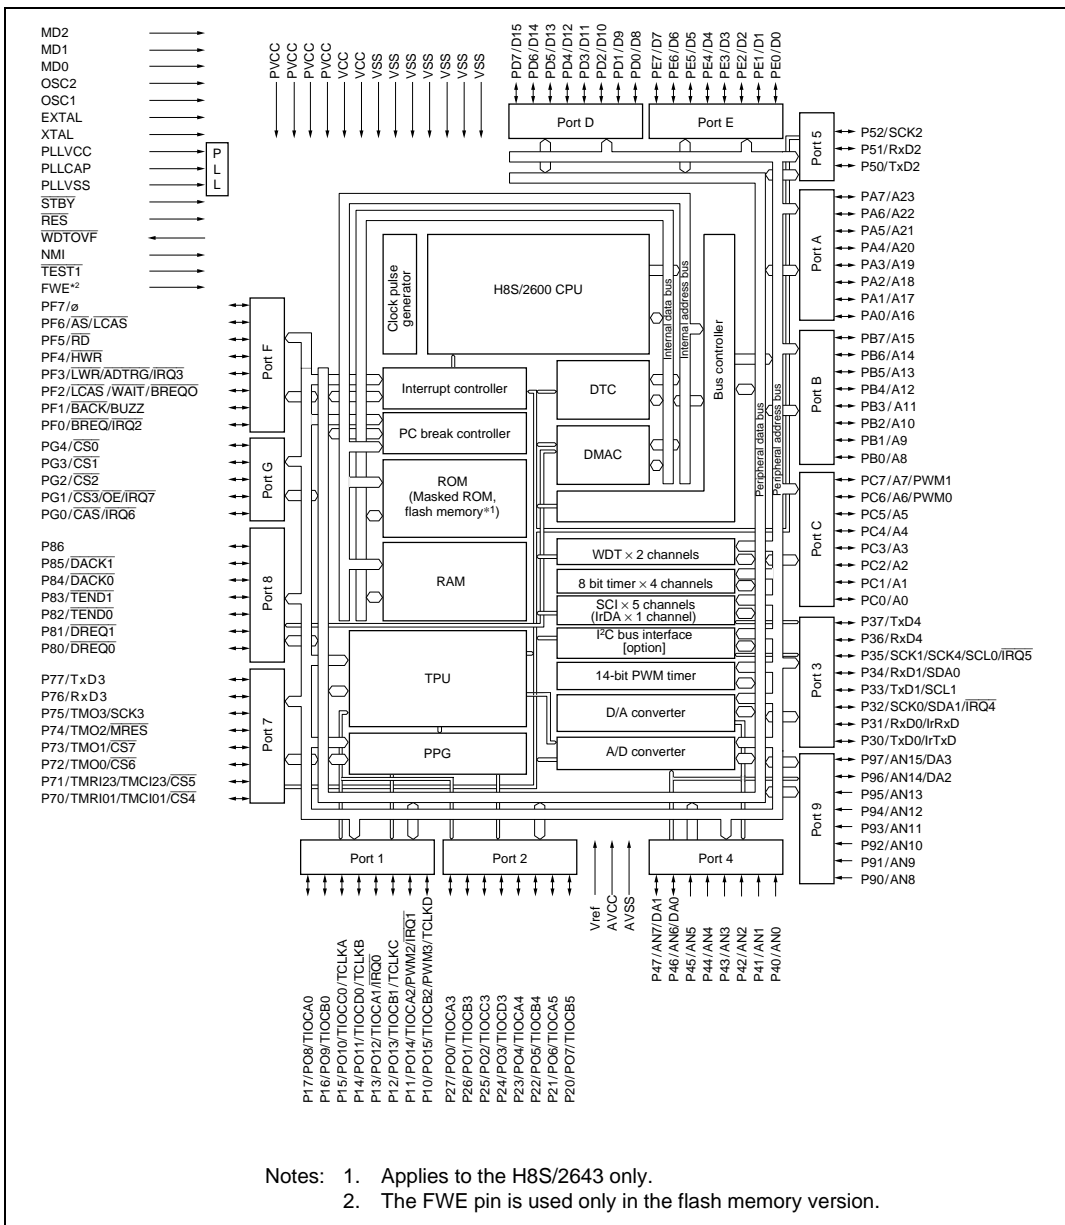 MD2
MD1
MD0
OSC2
OSC1
EXTAL
XTAL
PLLVCC
PLLCAP
PLLVSS
STBY
RES
WDTOVF
NMI
TEST1
FWE*2
P
L
L
PVCC
PVCC
PVCC
PVCC
VCC
VCC
VSS
VSS
VSS
VSS
VSS
VSS
VSS
PD7/D15
PD6/D14
PD5/D13
PD4/D12
PD3/D11
PD2/D10
PD1/D9
PD0/D8
PE7/D7
PE6/D6
PE5/D5
PE4/D4
PE3/D3
PE2/D2
PE1/D1
PE0/D0
Port D
Port E
Port 5
P52/SCK2
P51/RxD2
P50/TxD2
Port A
PA7/A23
PA6/A22
PA5/A21
PA4/A20
PA3/A19
PA2/A18
PA1/A17
PA0/A16
Port B
PB7/A15
PB6/A14
PB5/A13
PB4/A12
PB3/A11
PB2/A10
PB1/A9
PB0/A8
Port C
PC7/A7/PWM1
PC6/A6/PWM0
PC5/A5
PC4/A4
PC3/A3
PC2/A2
PC1/A1
PC0/A0
Port 3
P37/TxD4
P36/RxD4
P35/SCK1/SCK4/SCL0/IRQ5
P34/RxD1/SDA0
P33/TxD1/SCL1
P32/SCK0/SDA1/IRQ4
P31/RxD0/IrRxD
P30/TxD0/IrTxD
Port 9
P97/AN15/DA3
P96/AN14/DA2
P95/AN13
P94/AN12
P93/AN11
P92/AN10
P91/AN9
P90/AN8
PF7/ø
PF6/AS/LCAS
PF5/RD
PF4/HWR
PF3/LWR/ADTRG/IRQ3
PF2/LCAS /WAIT/BREQO
PF1/BACK/BUZZ
PF0/BREQ/IRQ2
Port F
PG4/CS0
PG3/CS1
PG2/CS2
PG1/CS3/OE/IRQ7
PG0/CAS/IRQ6
Port G
P86
P85/DACK1
P84/DACK0
P83/TEND1
P82/TEND0
P81/DREQ1
P80/DREQ0
Port 8
P77/TxD3
P76/RxD3
P75/TMO3/SCK3
P74/TMO2/MRES
P73/TMO1/CS7
P72/TMO0/CS6
P71/TMRI23/TMCI23/CS5
P70/TMRI01/TMCI01/CS4
Port 7
Clock pulse
generator
H8S/2600 CPU
Internal data bus
Internal address bus
Bus controller
Peripheral data bus
Peripheral address bus
Interrupt controller
PC break controller
ROM
(Masked ROM,
flash memory*1)
RAM
DTC
DMAC
WDT × 2 channels
8 bit timer × 4 channels
SCI × 5 channels
(IrDA × 1 channel)
I2C bus interface
[option]
14-bit PWM timer
D/A converter
A/D converter
TPU
PPG
Port 1
Port 2
Port 4
Vref
AVCC
AVSS
P17/PO8/TIOCA0
P16/PO9/TIOCB0
P15/PO10/TIOCC0/TCLKA
P14/PO11/TIOCD0/TCLKB
P13/PO12/TIOCA1/IRQ0
P12/PO13/TIOCB1/TCLKC
P11/PO14/TIOCA2/PWM2/IRQ1
P10/PO15/TIOCB2/PWM3/TCLKD
P27/PO0/TIOCA3
P26/PO1/TIOCB3
P25/PO2/TIOCC3
P24/PO3/TIOCD3
P23/PO4/TIOCA4
P22/PO5/TIOCB4
P21/PO6/TIOCA5
P20/PO7/TIOCB5
P47/AN7/DA1
P46/AN6/DA0
P45/AN5
P44/AN4
P43/AN3
P42/AN2
P41/AN1
P40/AN0
Notes: 1. Applies to the H8S/2643 only.
2. The FWE pin is used only in the flash memory version.